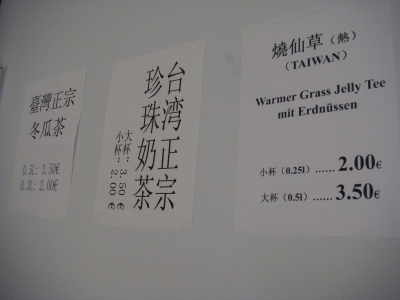 臺灣正宗
冬瓜茶
0.5L: 3.50€
0.3L: 2.00€
台湾正宗
珍珠奶茶
大杯：3.50 €
小杯：2.00 €
燒仙草（熱）
（TAIWAN）
Warmer Grass Jelly Tee
mit Erdnüssen
小杯（0.25l）...... 2.00€
大杯（0.5l）...... 3.50€